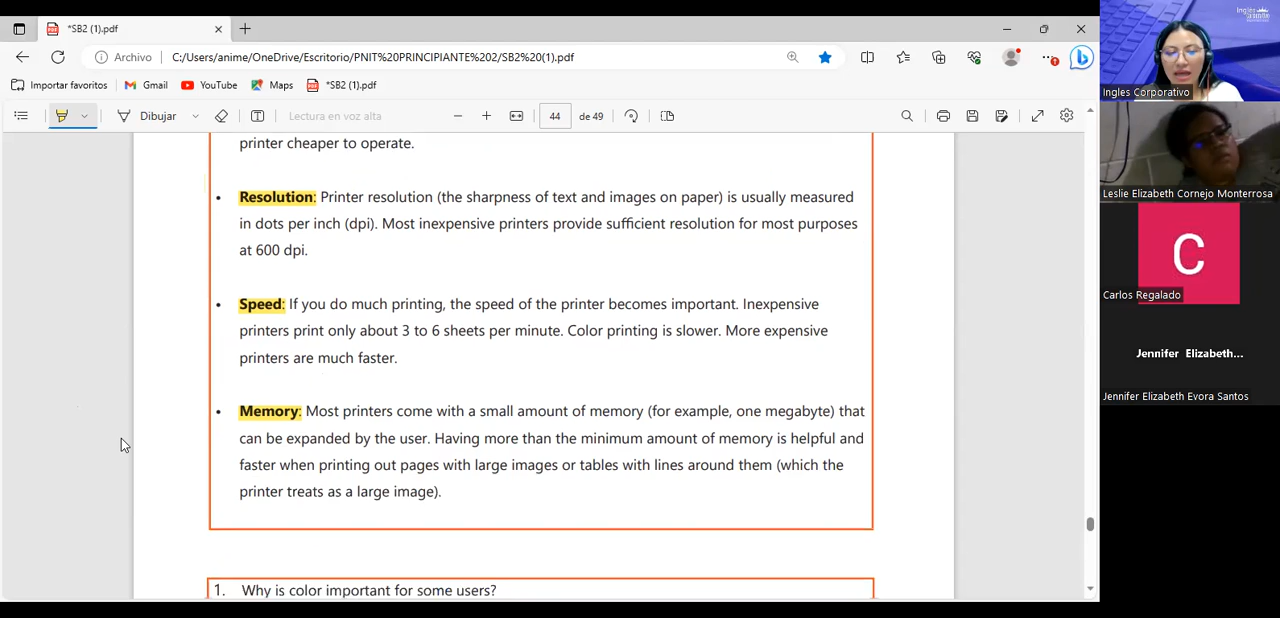 *SB2 (1).pdf
Archivo
C:/Users/anime/OneDrive/Escritorio/PNIT%20PRINCIPIANTE%202/SB2%20(1).pdf
Importar favoritos
Gmail
YouTube
Maps
*SB2 (1).pdf
Dibujar
Lectura en voz alta
44
de 49
printer cheaper to operate.
• Resolution: Printer resolution (the sharpness of text and images on paper) is usually measured
in dots per inch (dpi). Most inexpensive printers provide sufficient resolution for most purposes
at 600 dpi.
• Speed: If you do much printing, the speed of the printer becomes important. Inexpensive
printers print only about 3 to 6 sheets per minute. Color printing is slower. More expensive
printers are much faster.
• Memory: Most printers come with a small amount of memory (for example, one megabyte) that
can be expanded by the user. Having more than the minimum amount of memory is helpful and
faster when printing out pages with large images or tables with lines around them (which the
printer treats as a large image).
1. Why is color important for some users?
Ingles Corporativo
Leslie Elizabeth Cornejo Monterrosa
C
Carlos Regalado
Jennifer Elizabeth...
Jennifer Elizabeth Evora Santos